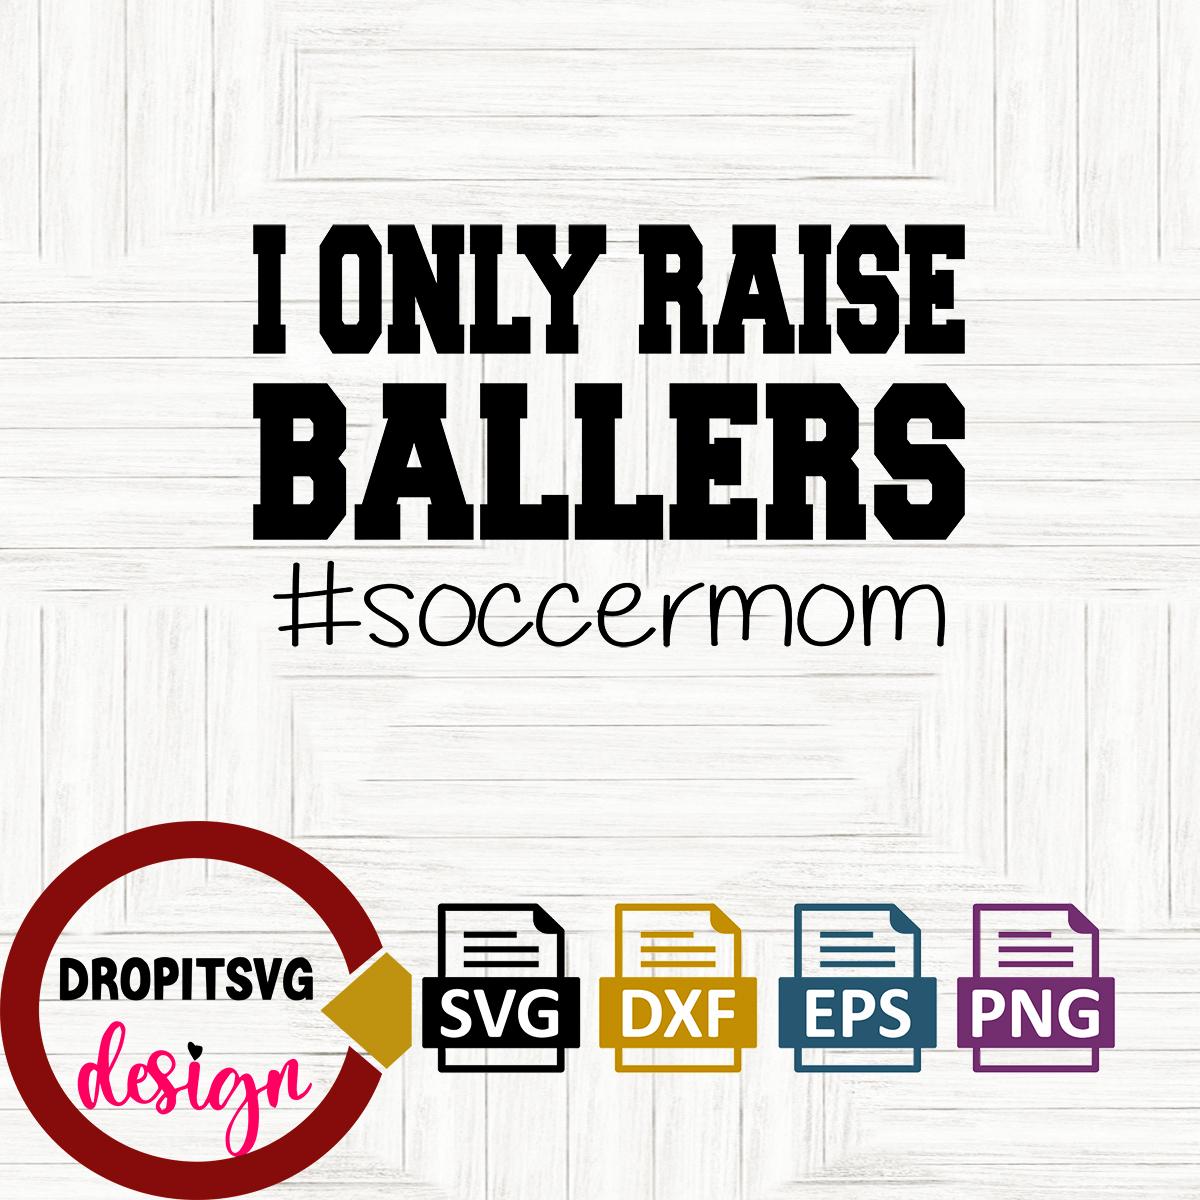 I ONLY RAISE
BALLERS
#soccermom
DROPITSVG
design
SVG
DXF
EPS
PNG